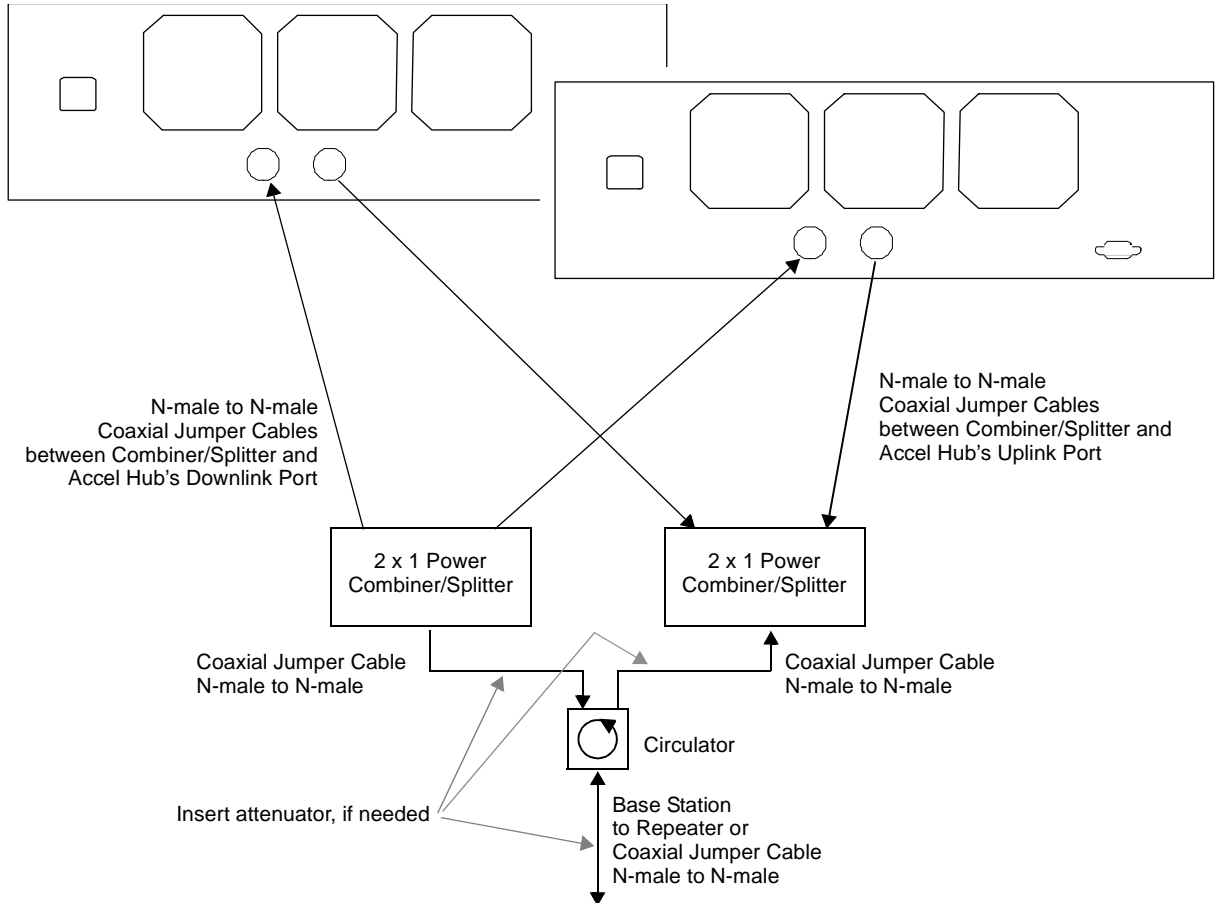 N-male to N-male
Coaxial Jumper Cables
between Combiner/Splitter and
Accel Hub's Downlink Port
N-male to N-male
Coaxial Jumper Cables
between Combiner/Splitter and
Accel Hub's Uplink Port
2 x 1 Power
Combiner/Splitter
2 x 1 Power
Combiner/Splitter
Coaxial Jumper Cable
N-male to N-male
Coaxial Jumper Cable
N-male to N-male
Circulator
Insert attenuator, if needed
Base Station
to Repeater or
Coaxial Jumper Cable
N-male to N-male